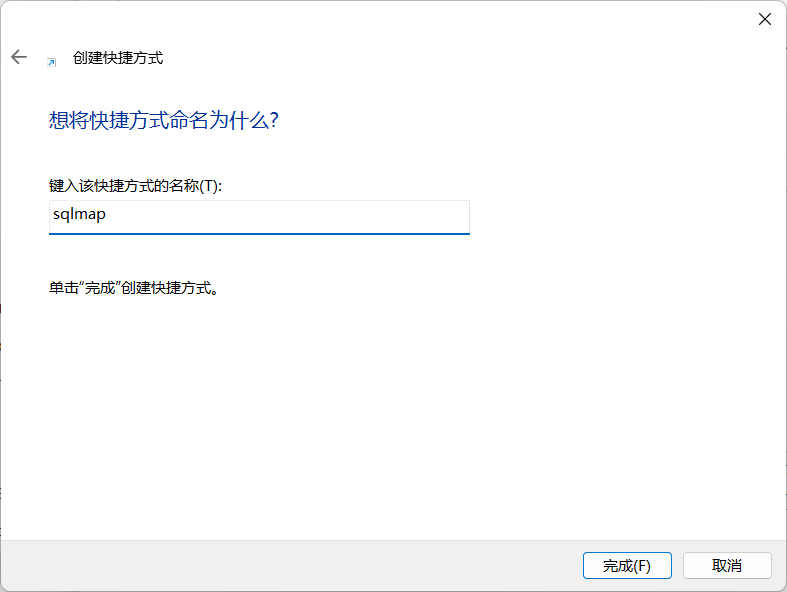 创建快捷方式
想将快捷方式命名为什么?
键入该快捷方式的名称(T):
sqlmap
单击“完成”创建快捷方式。
完成(F)
取消